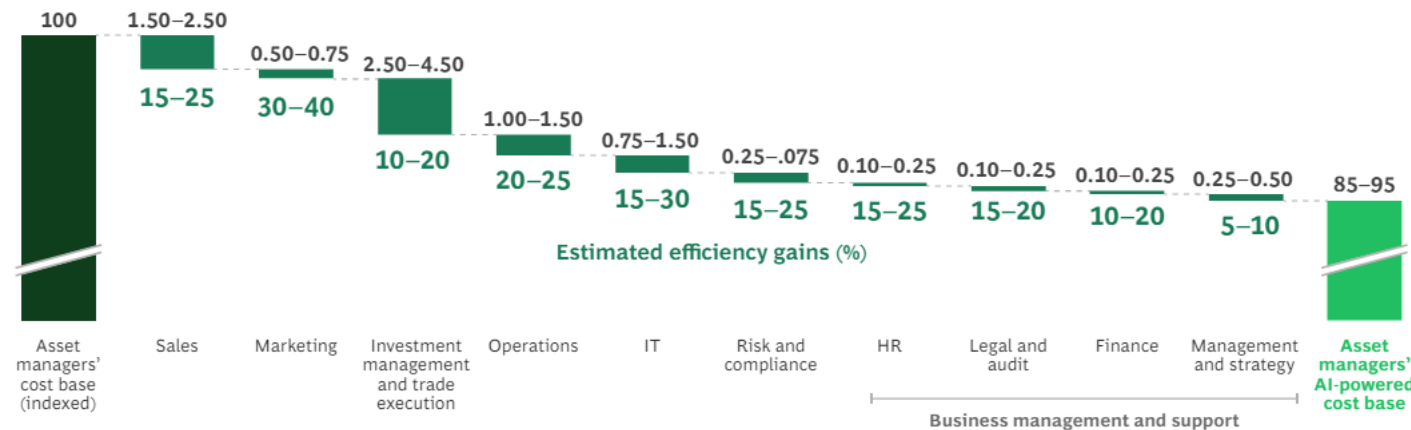 100
1.50–2.50
0.50–0.75
2.50–4.50
1.00–1.50
0.75–1.50
0.25–.075
0.10–0.25
0.10–0.25
0.10–0.25
0.25–0.50
85–95
15–25
30–40
10–20
20–25
15–30
15–25
15–25
15–20
10–20
5–10
Estimated efficiency gains (%)
Asset
managers’
cost base
(indexed)
Sales
Marketing
Investment
management
and trade
execution
Operations
IT
Risk and
compliance
HR
Legal and
audit
Finance
Management
and strategy
Asset
managers’
AI-powered
cost base
Business management and support